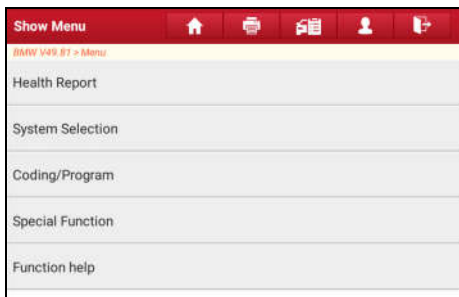 Show Menu
BMW V49.81 > Menu
Health Report
System Selection
Coding/Program
Special Function
Function help